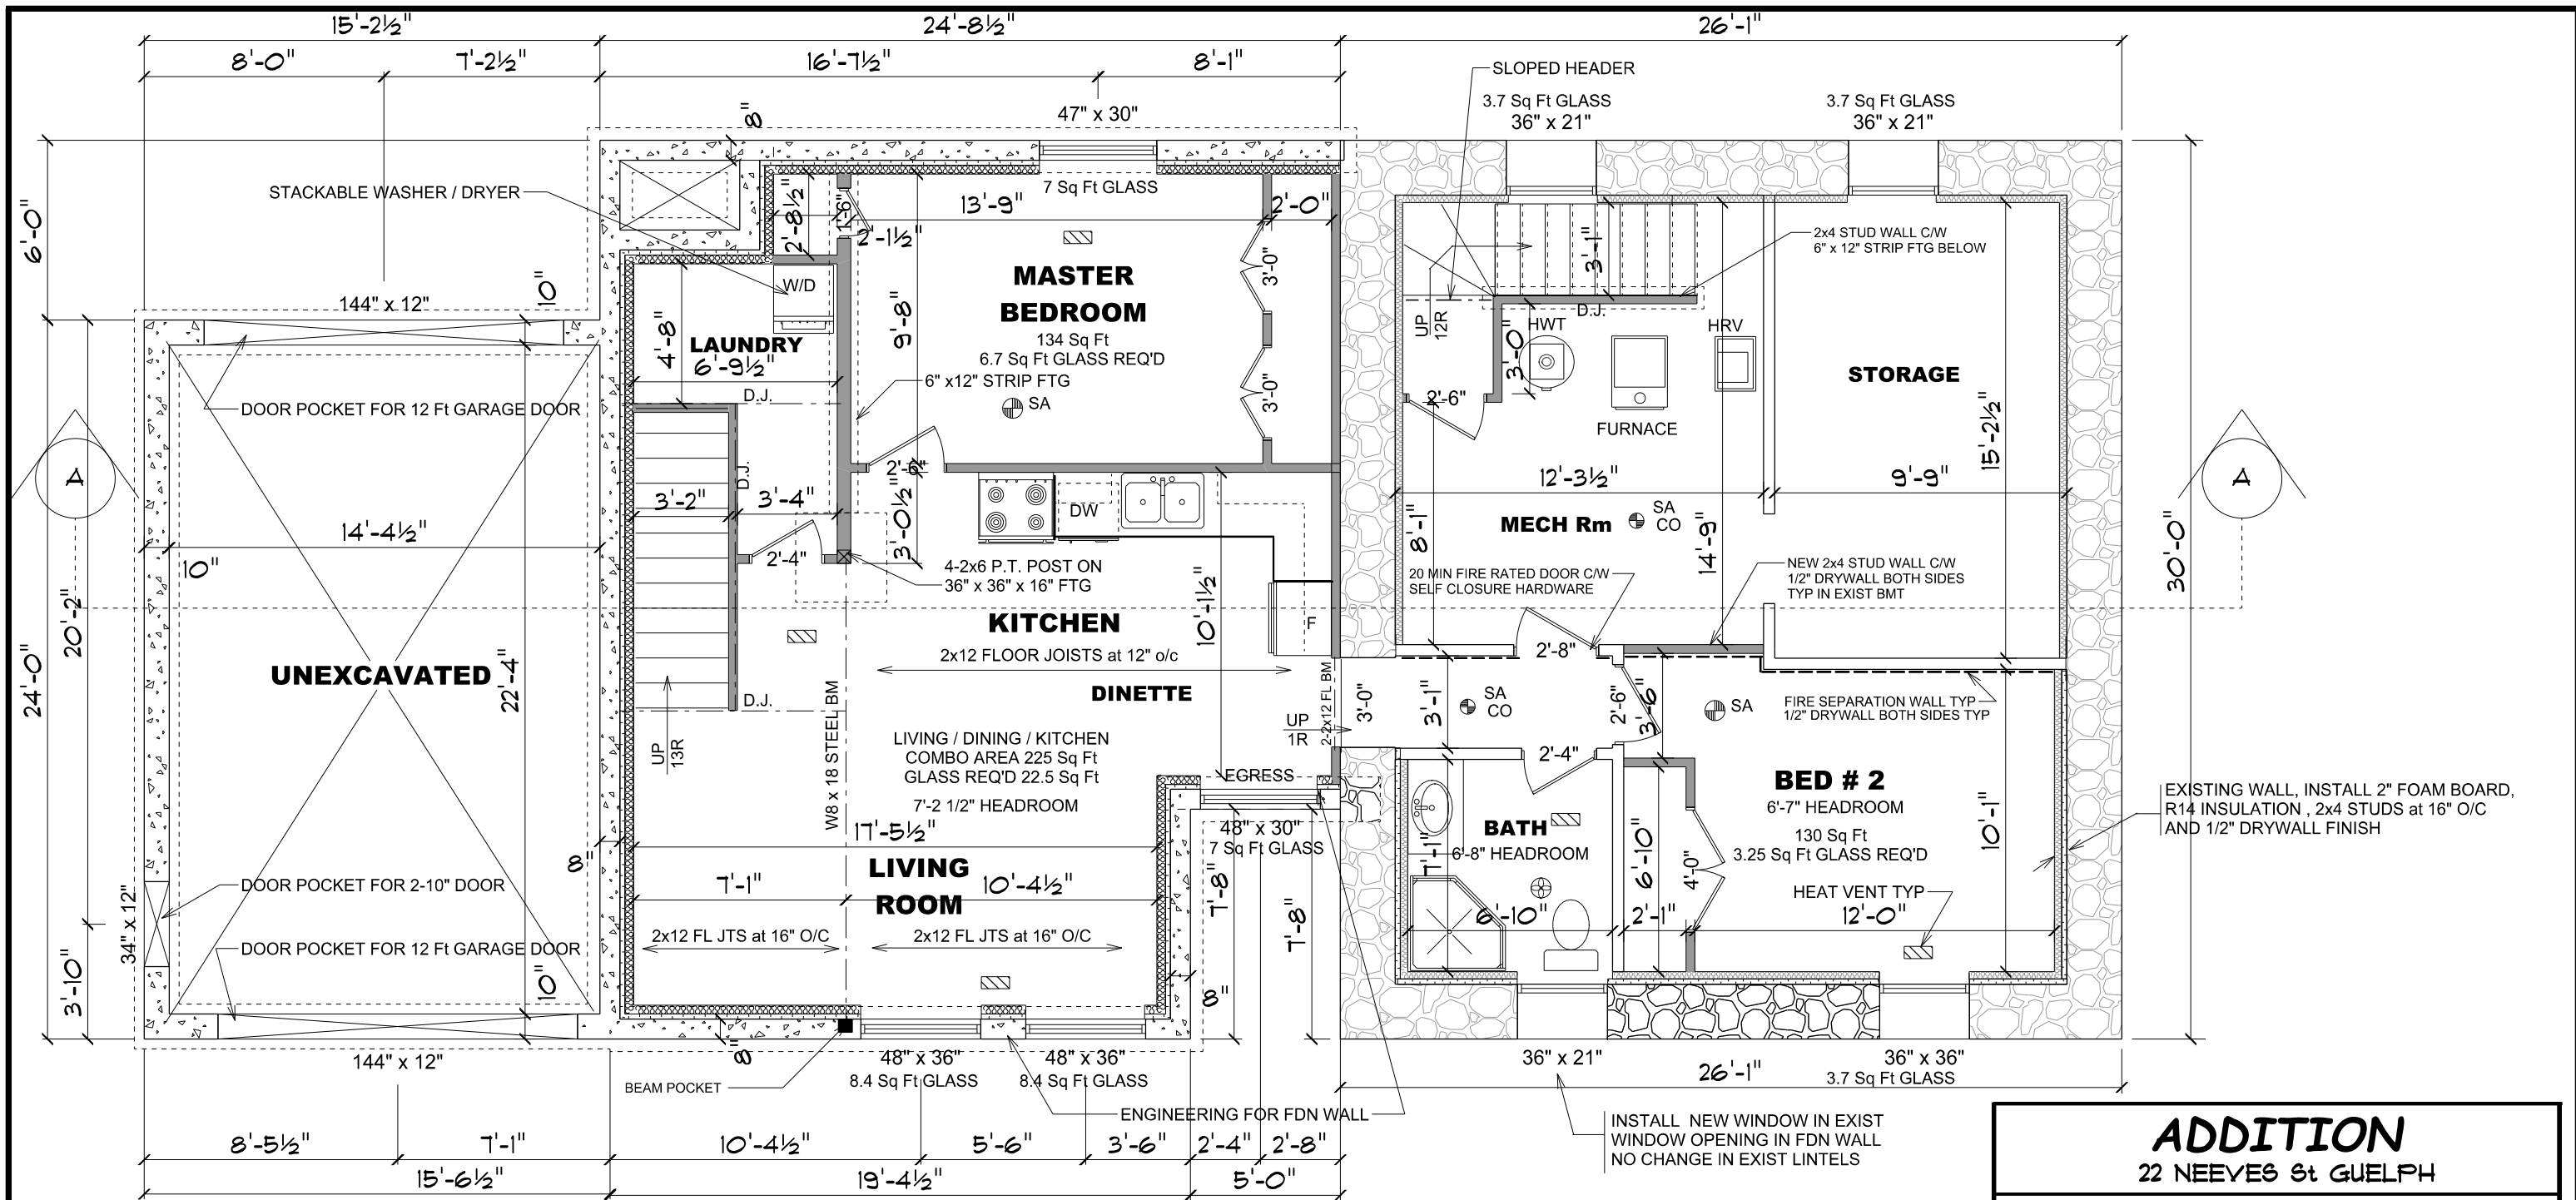 15'-2½"
24'-8½"
26'-1"
8'-0"
7'-2½"
16'-7½"
8'-1"
SLOPED HEADER
3.7 Sq Ft GLASS
36" x 21"
3.7 Sq Ft GLASS
36" x 21"
47" x 30"
8"
7 Sq Ft GLASS
STACKABLE WASHER / DRYER
2'-8½"
1'-6"
2'-8½"
2'-1½"
13'-9"
2'-0"
6'-0"
3'-1"
2x4 STUD WALL C/W
6" x 12" STRIP FTG BELOW
MASTER
BEDROOM
134 Sq Ft
6.7 Sq Ft GLASS REQ'D
3'-0"
3'-0"
W/D
10"
144" x 12"
4'-8"
LAUNDRY
6'-9½"
9'-8"
6" x12" STRIP FTG
D.J.
SA
UP
12R
D.J.
HWT
HRV
3'-0"
STORAGE
DOOR POCKET FOR 12 Ft GARAGE DOOR
2'-6"
FURNACE
15'-2½"
A
A
D.J.
2'-6"
3'-2"
3'-4"
3'-0½"
DW
12'-3½"
9'-9"
30'-0"
14'-4½"
10"
MECH Rm
SA
CO
8'-1"
14'-9"
2'-4"
4-2x6 P.T. POST ON
36" x 36" x 16" FTG
20 MIN FIRE RATED DOOR C/W
SELF CLOSURE HARDWARE
NEW 2x4 STUD WALL C/W
1/2" DRYWALL BOTH SIDES
TYP IN EXIST BMT
KITCHEN
10'-1½"
F
2x12 FLOOR JOISTS at 12" o/c
2'-8"
20'-2"
24'-0"
UNEXCAVATED
22'-4"
DINETTE
2-2x12 FL BM
3'-0"
UP
1R
3'-1"
SA
CO
2'-6"
3'-6"
SA
FIRE SEPARATION WALL TYP
1/2" DRYWALL BOTH SIDES TYP
D.J.
UP
13R
W8 x 18 STEEL BM
LIVING / DINING / KITCHEN
COMBO AREA 225 Sq Ft
GLASS REQ'D 22.5 Sq Ft
7'-2 1/2" HEADROOM
EGRESS
2'-4"
BED # 2
6'-7" HEADROOM
130 Sq Ft
3.25 Sq Ft GLASS REQ'D
10'-1"
EXISTING WALL, INSTALL 2" FOAM BOARD,
R14 INSULATION , 2x4 STUDS at 16" O/C
AND 1/2" DRYWALL FINISH
17'-5½"
48" x 30"
7 Sq Ft GLASS
BATH
6'-8" HEADROOM
7'-1"
8"
DOOR POCKET FOR 2-10" DOOR
LIVING
ROOM
7'-1"
10'-4½"
7'-8"
7'-8"
6'-10"
4'-0"
HEAT VENT TYP
6'-10"
2'-1"
12'-0"
34" x 12"
DOOR POCKET FOR 12 Ft GARAGE DOOR
2x12 FL JTS at 16" O/C
2x12 FL JTS at 16" O/C
3'-10"
10"
8"
8"
144" x 12"
BEAM POCKET
48" x 36"
8.4 Sq Ft GLASS
48" x 36"
8.4 Sq Ft GLASS
36" x 21"
36" x 36"
3.7 Sq Ft GLASS
26'-1"
ENGINEERING FOR FDN WALL
INSTALL NEW WINDOW IN EXIST
WINDOW OPENING IN FDN WALL
NO CHANGE IN EXIST LINTELS
8'-5½"
7'-1"
10'-4½"
5'-6"
3'-6"
2'-4"
2'-8"
15'-6½"
19'-4½"
5'-0"
ADDITION
22 NEEVES St GUELPH